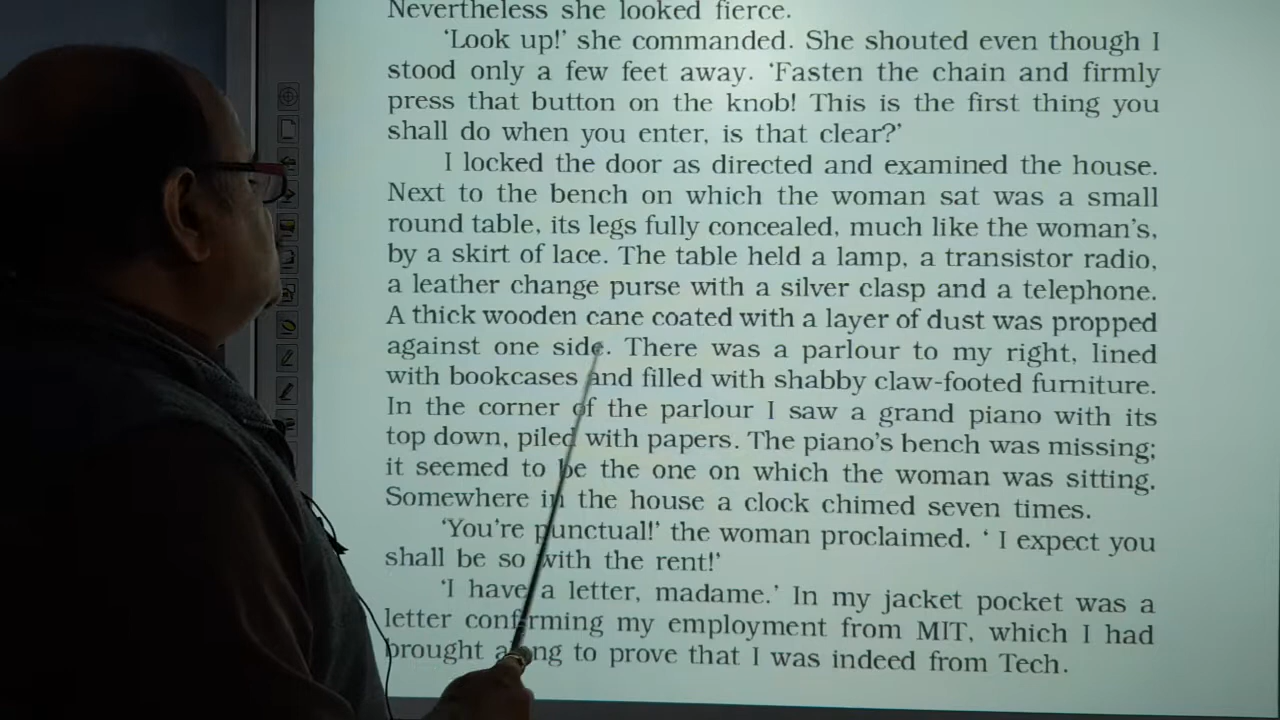 Nevertheless she looked fierce.
‘Look up!’ she commanded. She shouted even though I
stood only a few feet away. ‘Fasten the chain and firmly
press that button on the knob! This is the first thing you
shall do when you enter, is that clear?’
I locked the door as directed and examined the house.
Next to the bench on which the woman sat was a small
round table, its legs fully concealed, much like the woman’s,
by a skirt of lace. The table held a lamp, a transistor radio,
a leather change purse with a silver clasp and a telephone.
A thick wooden cane coated with a layer of dust was propped
against one side. There was a parlour to my right, lined
with bookcases and filled with shabby claw-footed furniture.
In the corner of the parlour I saw a grand piano with its
top down, piled with papers. The piano’s bench was missing;
it seemed to be the one on which the woman was sitting.
Somewhere in the house a clock chimed seven times.
‘You’re punctual!’ the woman proclaimed. ‘ I expect you
shall be so with the rent!’
‘I have a letter, madame.’ In my jacket pocket was a
letter confirming my employment from MIT, which I had
brought along to prove that I was indeed from Tech.